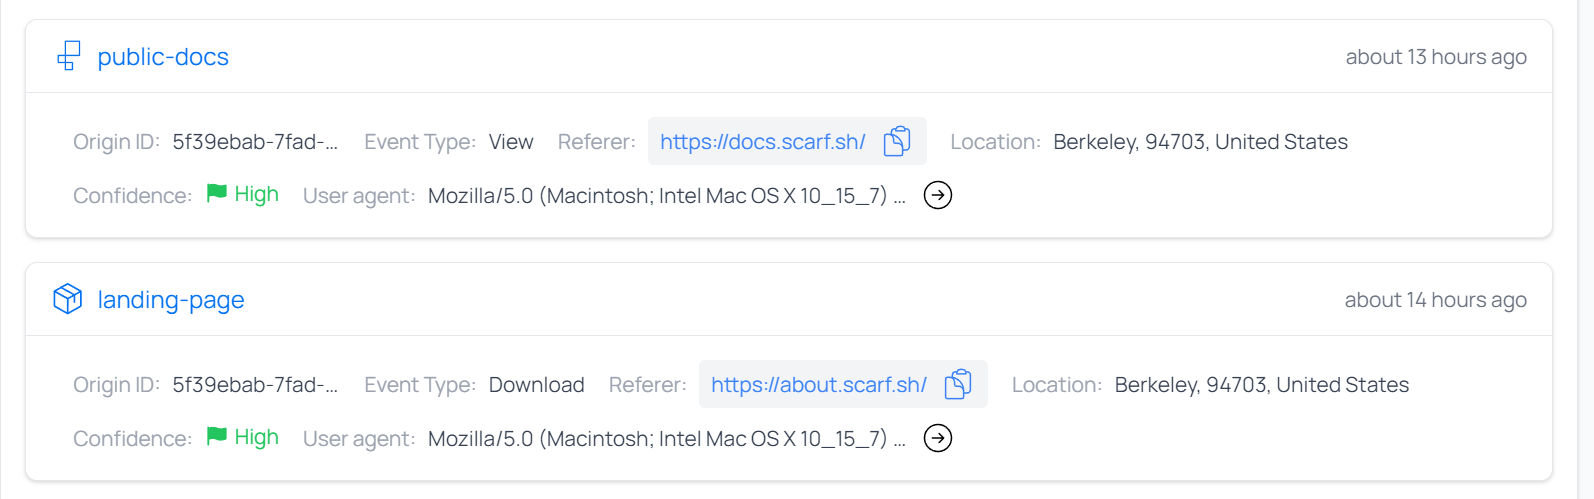 public-docs about 13 hours ago
Origin ID: 5f39ebab-7fad-... Event Type: View Referer: https://docs.scarf.sh/ Location: Berkeley, 94703, United States
Confidence: High User agent: Mozilla/5.0 (Macintosh; Intel Mac OS X 10_15_7) ...
landing-page about 14 hours ago
Origin ID: 5f39ebab-7fad-... Event Type: Download Referer: https://about.scarf.sh/ Location: Berkeley, 94703, United States
Confidence: High User agent: Mozilla/5.0 (Macintosh; Intel Mac OS X 10_15_7) ...